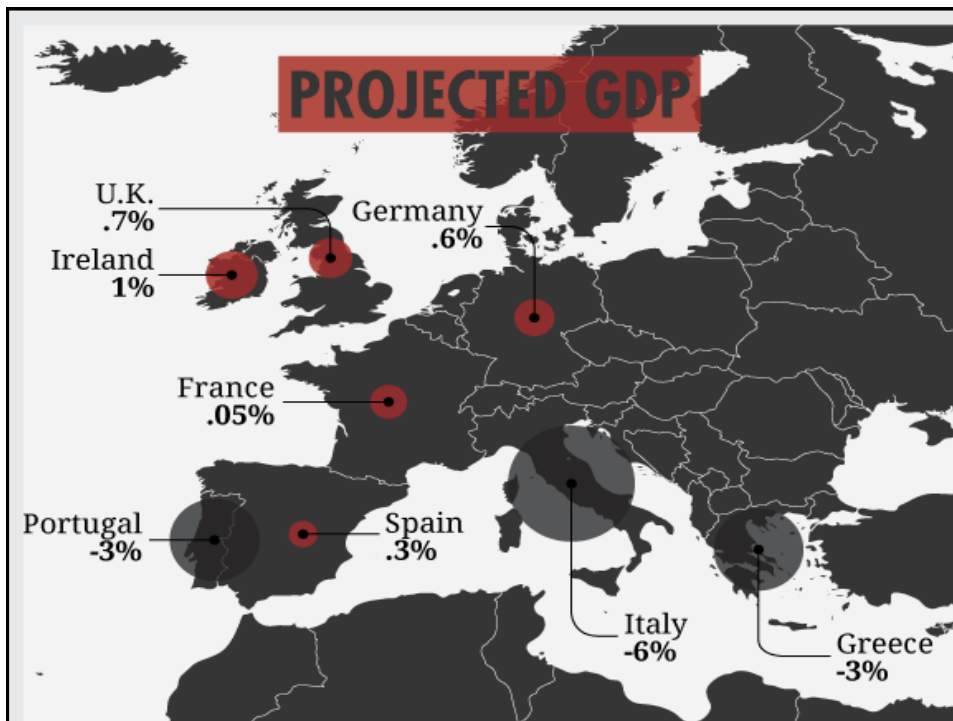 PROJECTED GDP
U.K.
.7%
Germany
.6%
Ireland
1%
France
.05%
Portugal
-3%
Spain
.3%
Italy
-6%
Greece
-3%